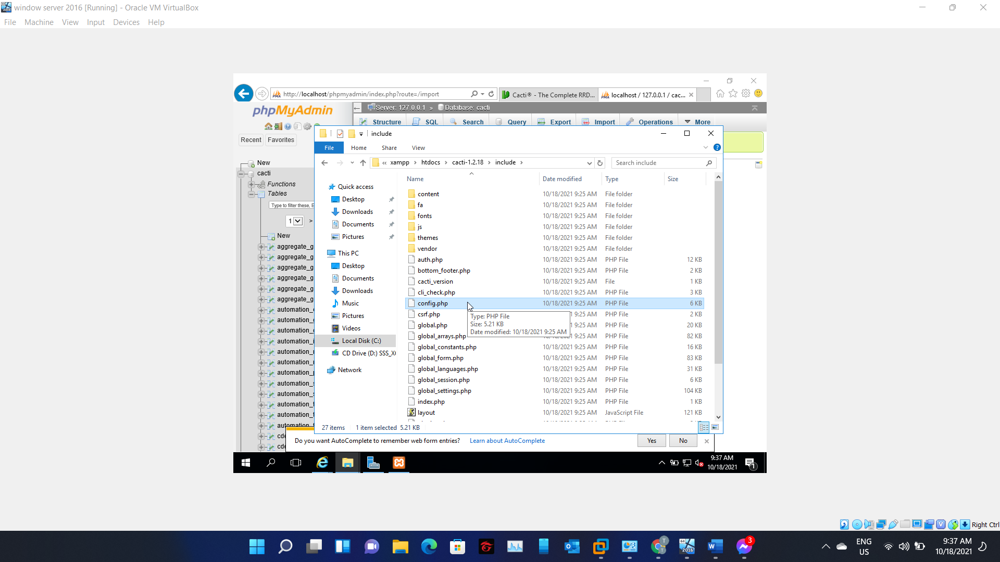 window server 2016 [Running] - Oracle VM VirtualBox
File Machine View Input Devices Help
http://localhost/phpmyadmin/index.php?route=/import
Cacti® - The Complete RRD...
localhost / 127.0.0.1 / cac...
phpMyAdmin
Server: 127.0.0.1 » Database: cacti
Structure SQL Search Query Export Import Operations More
Recent Favorites
New
cacti
Functions
Tables
Type to filter these, E
1 >
New
aggregate_g
aggregate_g
aggregate_g
aggregate_g
aggregate_g
aggregate_g
automation_
automation_
automation_
automation_i
automation_
automation_
automation_
automation_
automation_
automation_
automation_
automation_
cde
cde
include
File Home Share View
« xampp › htdocs › cacti-1.2.18 › include ›
Search include
Quick access
Desktop
Downloads
Documents
Pictures
This PC
Desktop
Documents
Downloads
Music
Pictures
Videos
Local Disk (C:)
CD Drive (D:) SSS_X
Network
Name Date modified Type Size
content 10/18/2021 9:25 AM File folder
fa 10/18/2021 9:25 AM File folder
fonts 10/18/2021 9:25 AM File folder
js 10/18/2021 9:25 AM File folder
themes 10/18/2021 9:25 AM File folder
vendor 10/18/2021 9:25 AM File folder
auth.php 10/18/2021 9:25 AM PHP File 12 KB
bottom_footer.php 10/18/2021 9:25 AM PHP File 2 KB
cacti_version 10/18/2021 9:25 AM File 1 KB
cli_check.php 10/18/2021 9:25 AM PHP File 3 KB
config.php 10/18/2021 9:25 AM PHP File 6 KB
csrf.php 1 9:25 AM PHP File 2 KB
global.php 1 9:25 AM PHP File 20 KB
global_arrays.php 9:25 AM PHP File 82 KB
global_constants.php 10/18/2021 9:25 AM PHP File 16 KB
global_form.php 10/18/2021 9:25 AM PHP File 83 KB
global_languages.php 10/18/2021 9:25 AM PHP File 31 KB
global_session.php 10/18/2021 9:25 AM PHP File 6 KB
global_settings.php 10/18/2021 9:25 AM PHP File 104 KB
index.php 10/18/2021 9:25 AM PHP File 1 KB
layout 10/18/2021 9:25 AM JavaScript File 121 KB
Type: PHP File
Size: 5.21 KB
Date modified: 10/18/2021 9:25 AM
27 items 1 item selected 5.21 KB
Do you want AutoComplete to remember web form entries? Learn about AutoComplete Yes No
9:37 AM
10/18/2021
1
Right Ctrl
64
2016
3
ENG
US
9:37 AM
10/18/2021